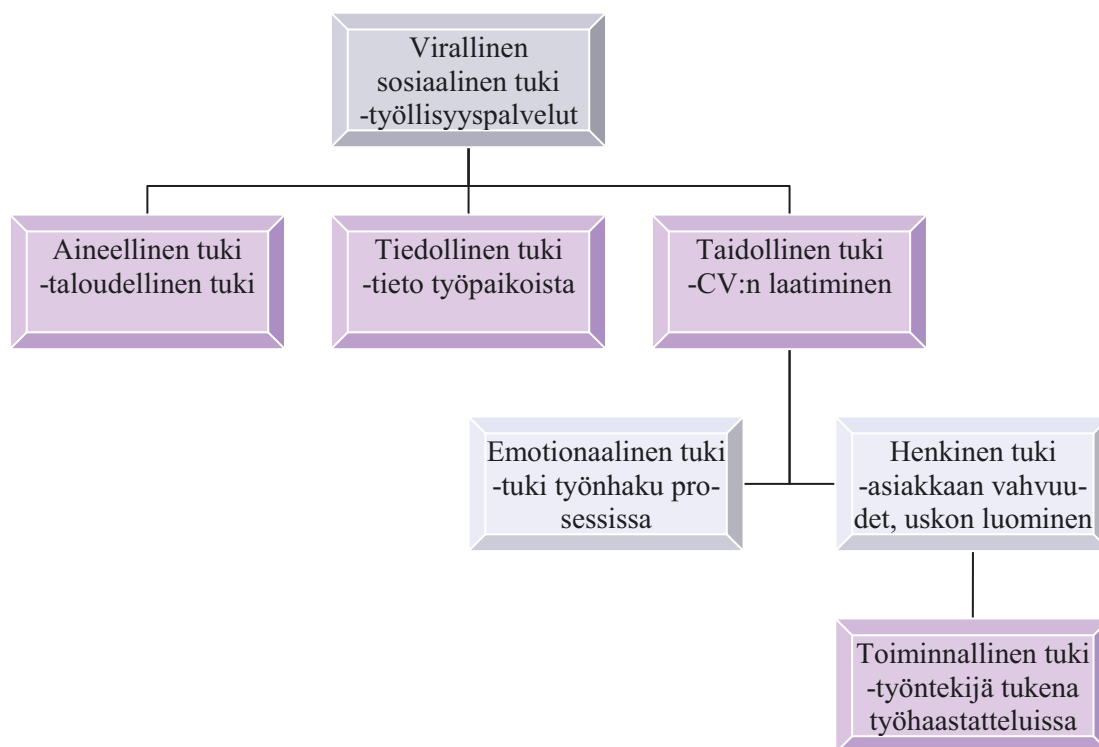 Virallinen
sosiaalinen tuki
-työllisyyspalvelut
Aineellinen tuki
-taloudellinen tuki
Tiedollinen tuki
-tieto työpaikoista
Taidollinen tuki
-CV:n laatiminen
Emotionaalinen tuki
-tuki työnhaku pro-
sessissa
Henkinen tuki
-asiakkaan vahvuu-
det, uskon luominen
Toiminnallinen tuki
-työntekijä tukena
työhaastatteluissa